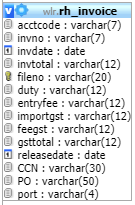 v wlr.rh_invoice
acctcode : varchar(7)
invno : varchar(7)
invdate : date
invtotal : varchar(12)
fileno : varchar(20)
duty : varchar(12)
entryfee : varchar(12)
importgst : varchar(12)
feegst : varchar(12)
gsttotal : varchar(12)
releasedate : date
CCN : varchar(30)
PO : varchar(50)
port : varchar(4)